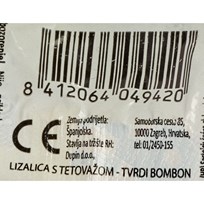 8 412064 049420
CE
Zemlja podrijetla:
Španjolska.
Stavlja na tržište RH:
Dupin d.o.o.,
Samoborska cesta 85,
10090 Zagreb, Hrvatska,
tel: 01/2450-155
LIZALICA S TETOVAŽOM - TVRDI BOMBON